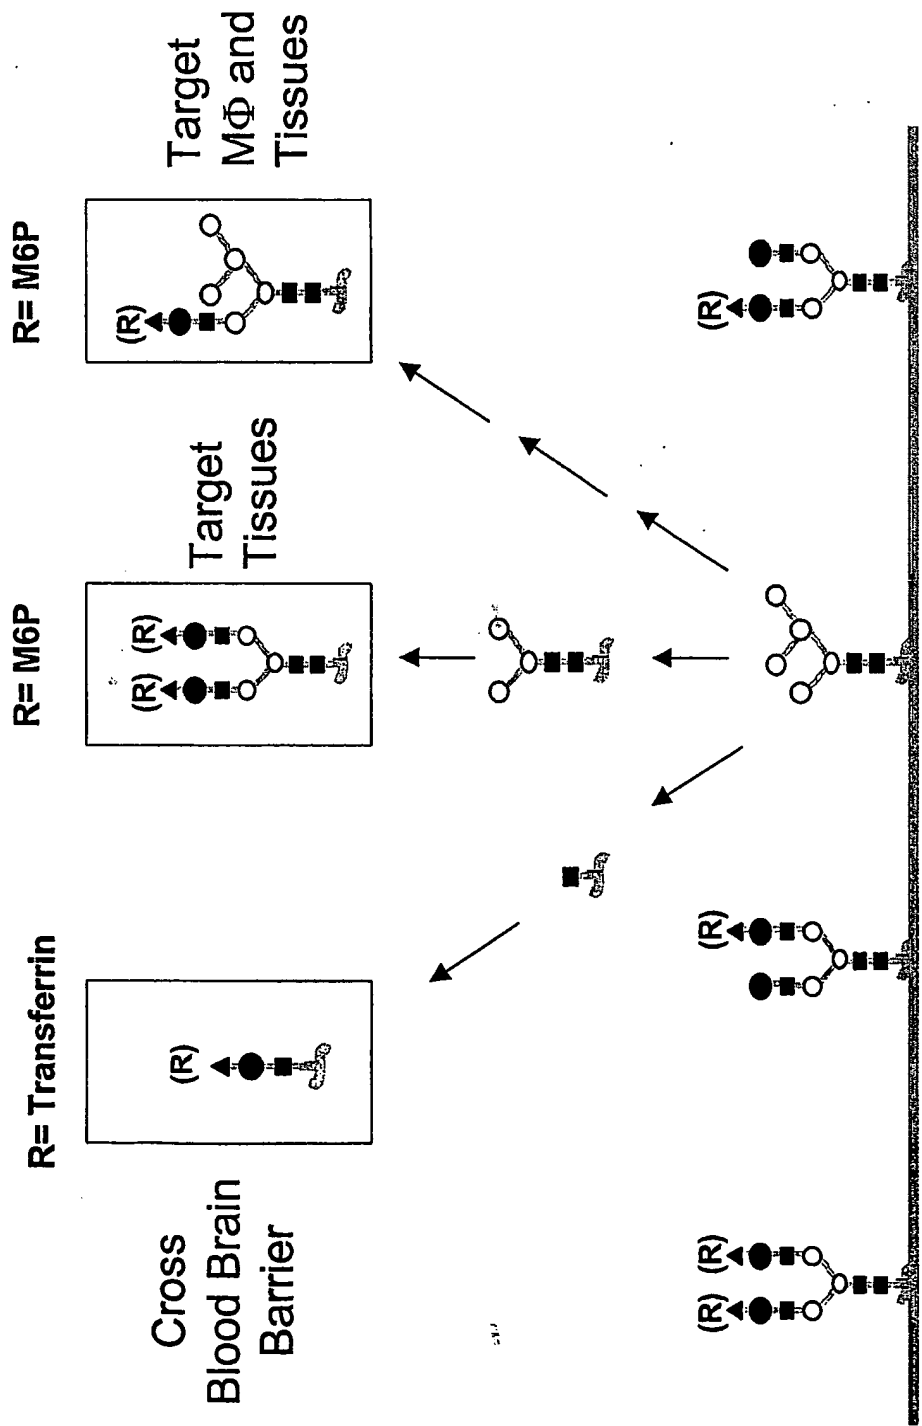 R= Transferrin
R= M6P
R= M6P
Cross
Blood Brain
Barrier
(R)
(R) (R)
Target
Tissues
(R)
Target
MΦ and
Tissues
(R) (R)
(R)
(R)